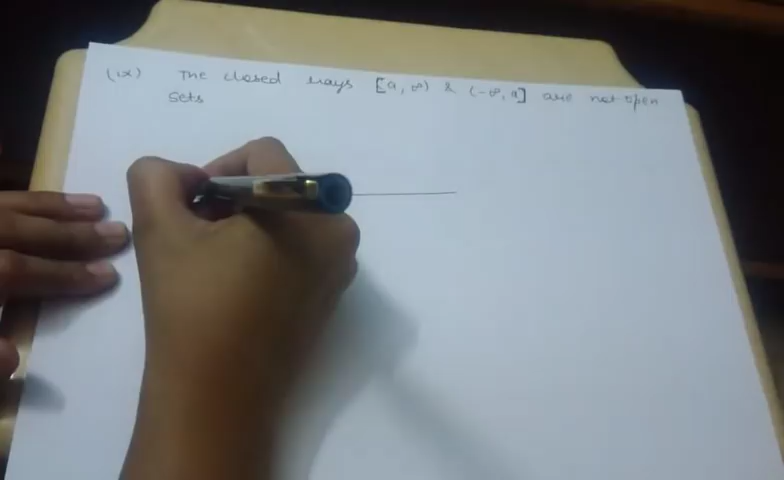 (ix) The closed rays [a, ∞) & (-∞, a] are not open
sets